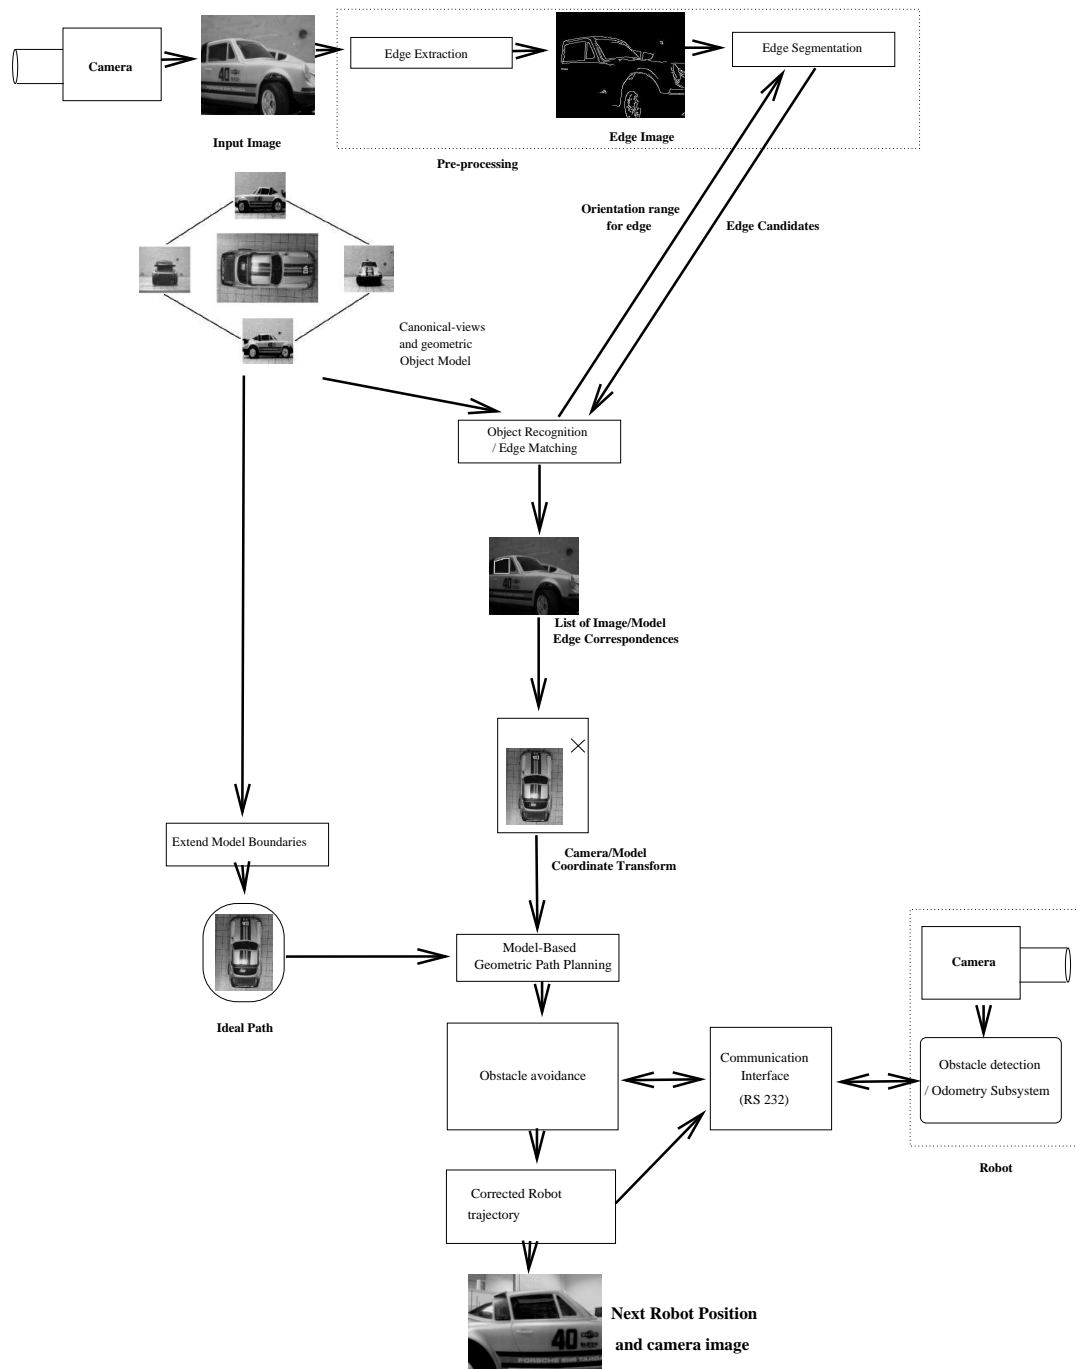 Camera
Edge Extraction
Edge Segmentation
40
Input Image
Edge Image
Pre-processing
Orientation range
for edge
Edge Candidates
Canonical-views
and geometric
Object Model
Object Recognition
/ Edge Matching
40
List of Image/Model
Edge Correspondences
Extend Model Boundaries
Camera/Model
Coordinate Transform
Model-Based
Geometric Path Planning
Camera
Ideal Path
Obstacle avoidance
Communication
Interface
(RS 232)
Obstacle detection
/ Odometry Subsystem
Robot
Corrected Robot
trajectory
Next Robot Position
and camera image
40